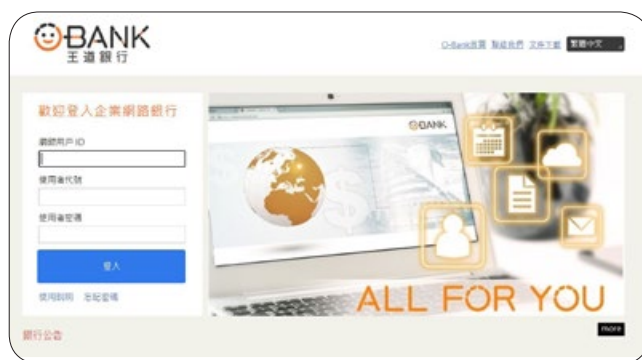 O-BANK
王道銀行
O-Bank首頁 聯絡我們 文件下載 繁體中文
歡迎登入企業網路銀行
網銀用戶 ID
使用者代號
使用者密碼
登入
使用說明 忘記密碼
OBANK
ALL FOR YOU
銀行公告
more